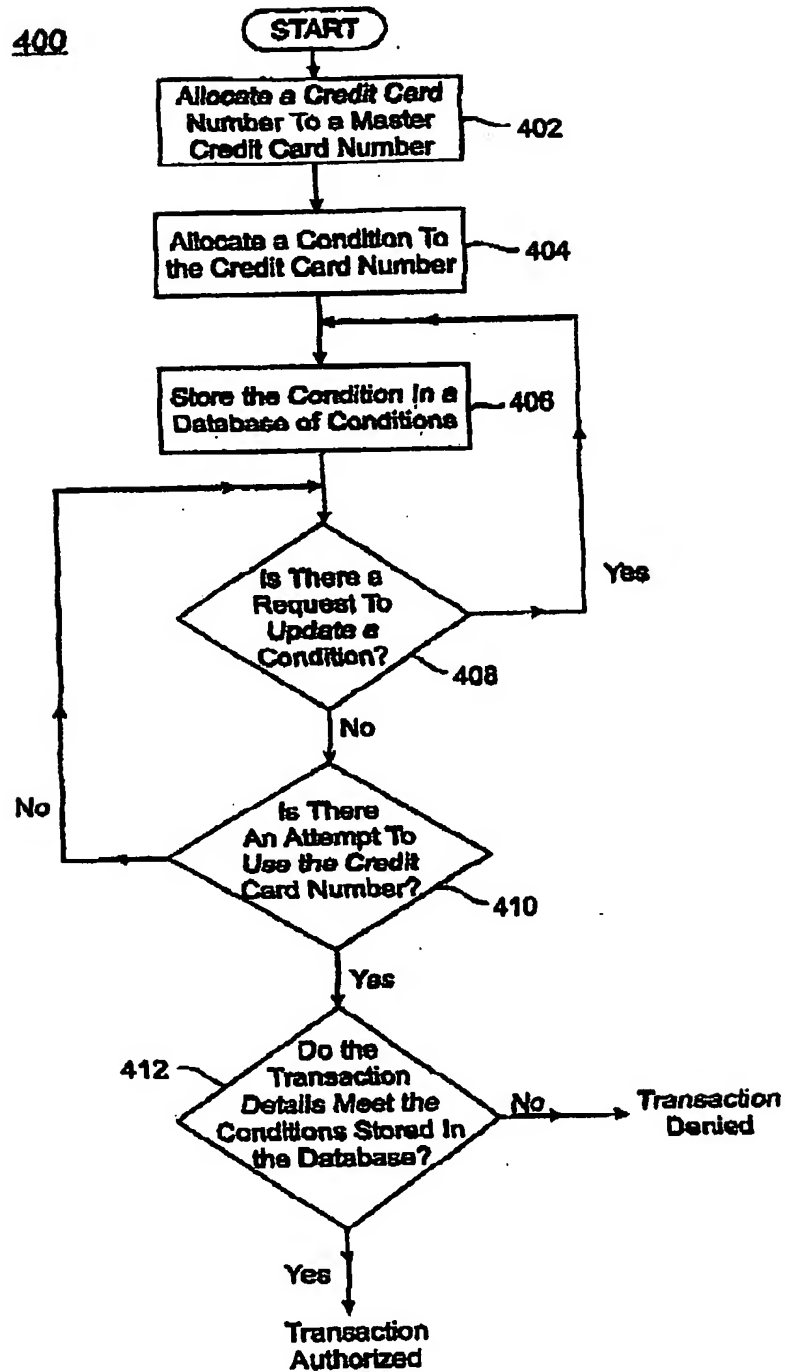 400
START
Allocate a Credit Card
Number To a Master
Credit Card Number
402
Allocate a Condition To
the Credit Card Number
404
Store the Condition In a
Database of Conditions
406
Is There a
Request To
Update a
Condition?
408
Yes
No
Is There
An Attempt To
Use the Credit
Card Number?
410
No
Yes
412
Do the
Transaction
Details Meet the
Conditions Stored In
the Database?
No
Transaction
Denied
Yes
Transaction
Authorized